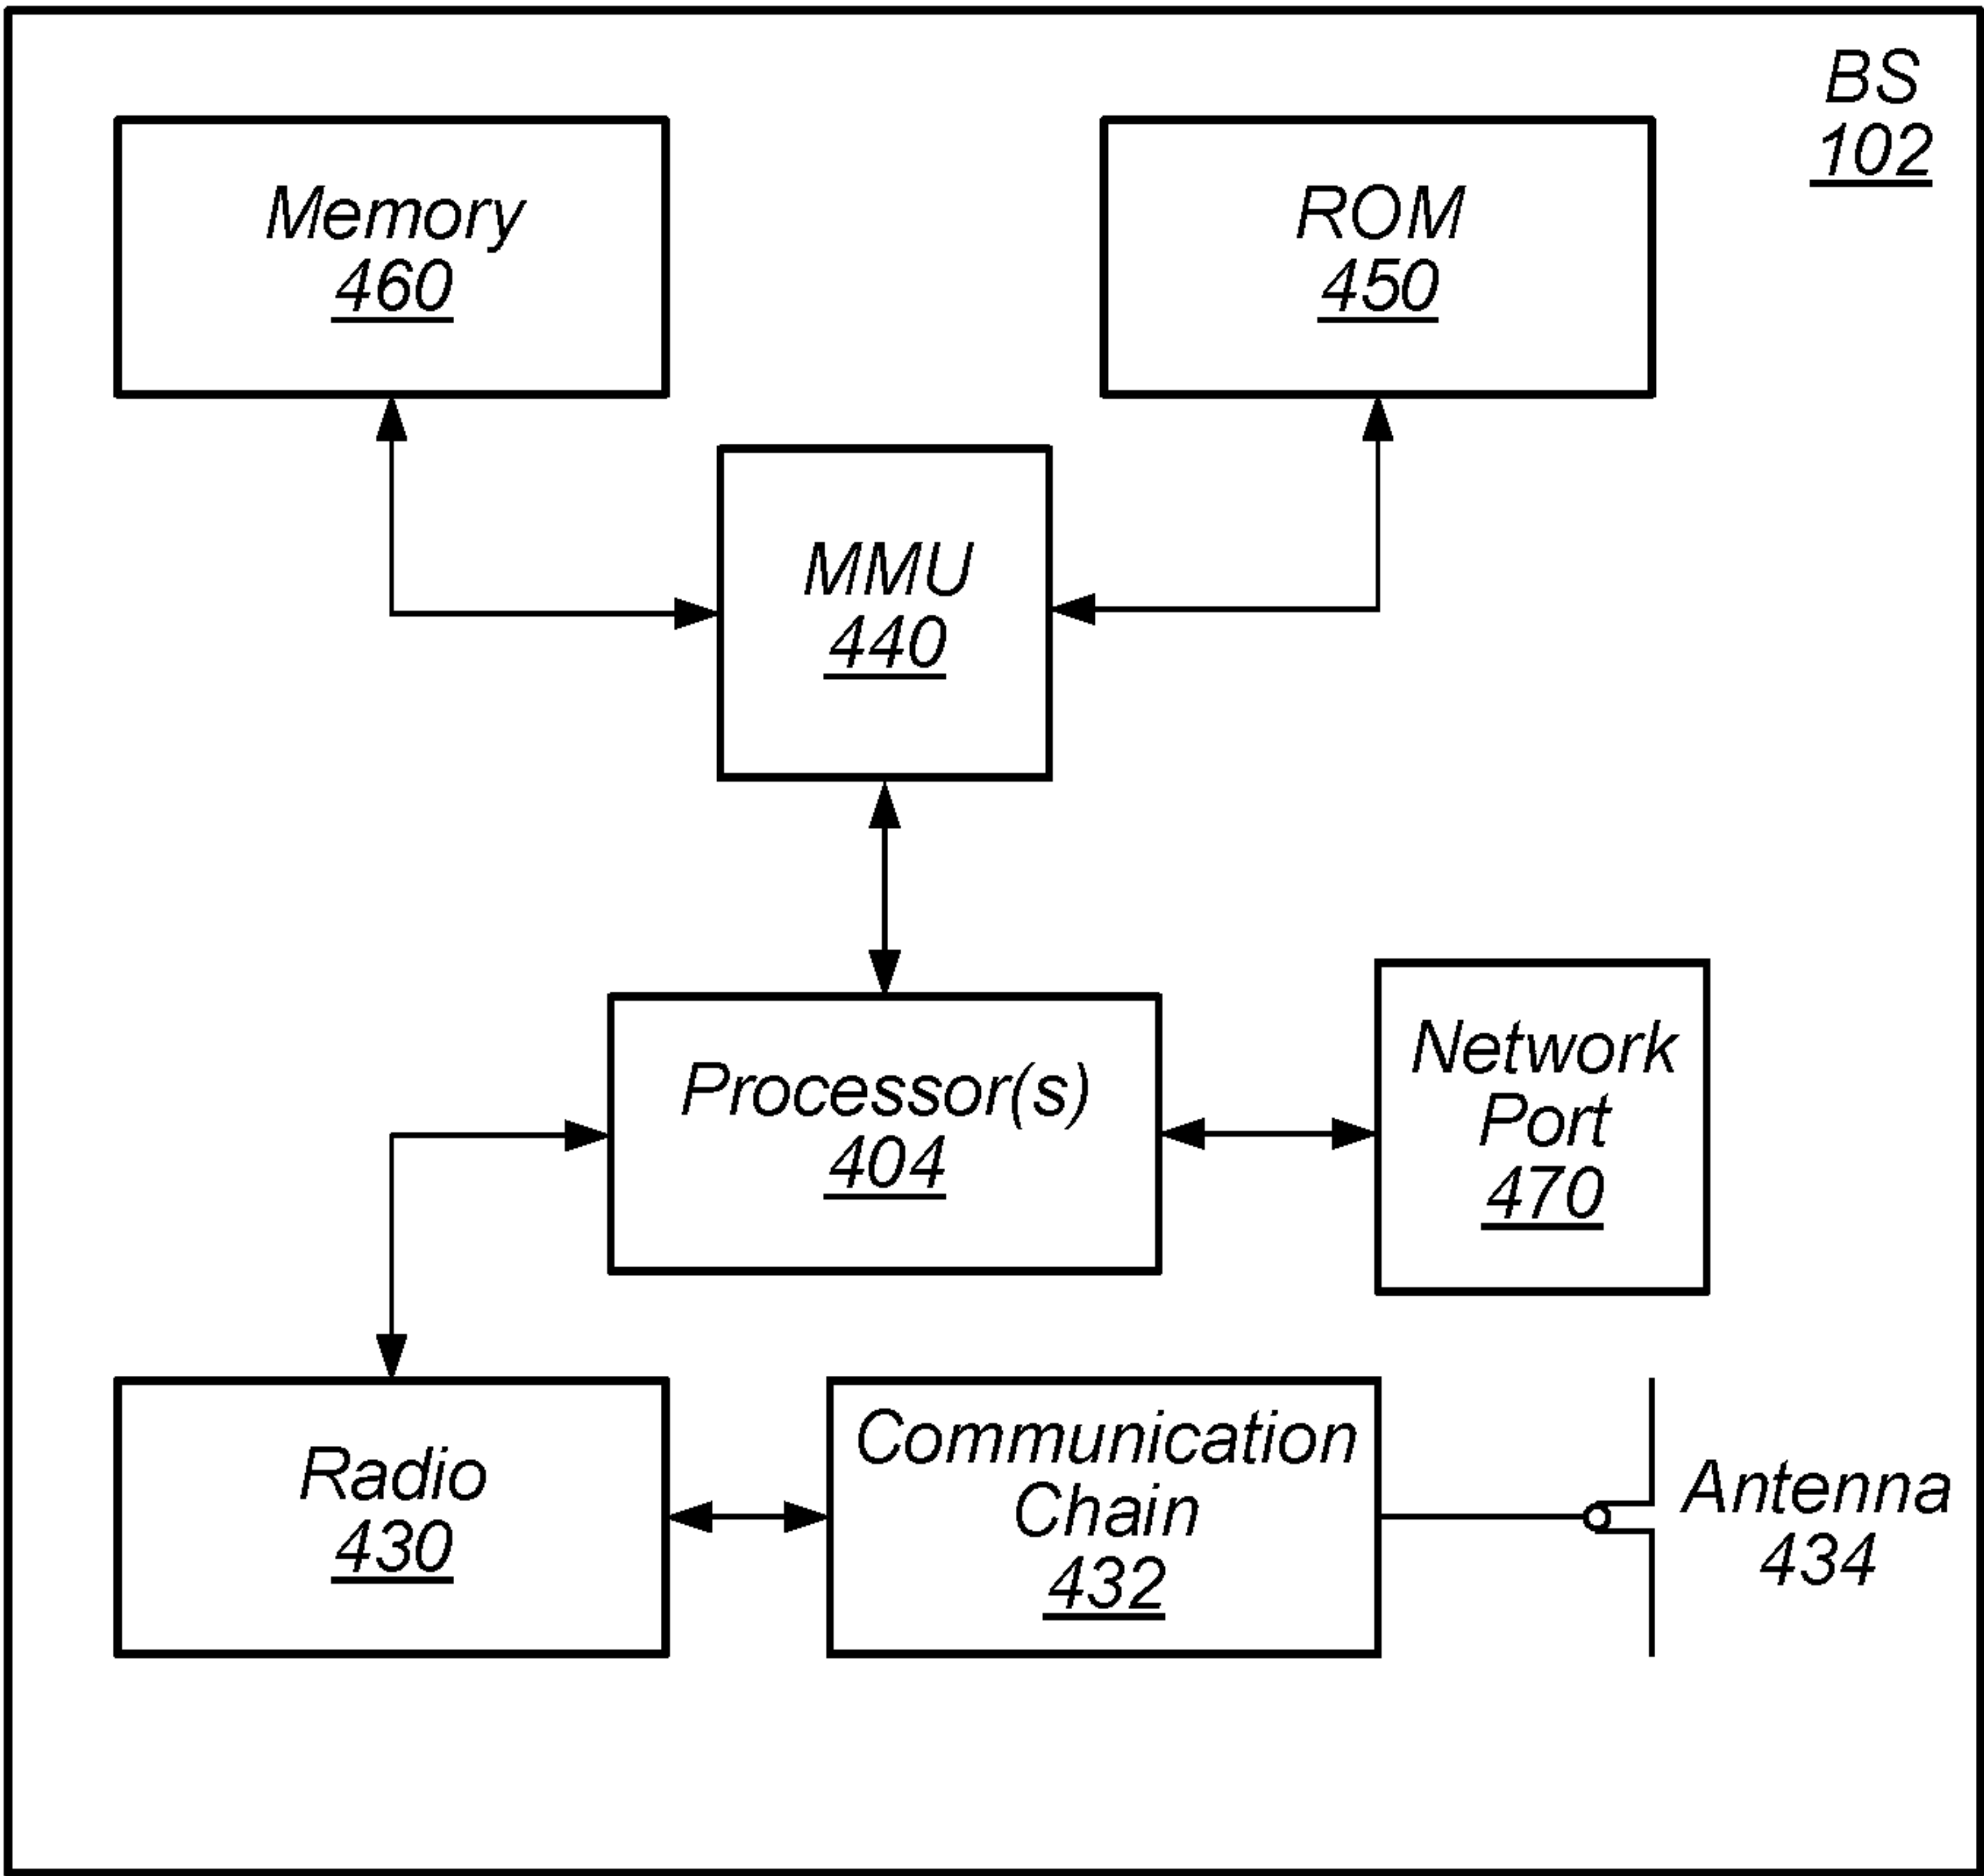 BS
102
Memory
460
ROM
450
MMU
440
Processor(s)
404
Network
Port
470
Radio
430
Communication
Chain
432
Antenna
434